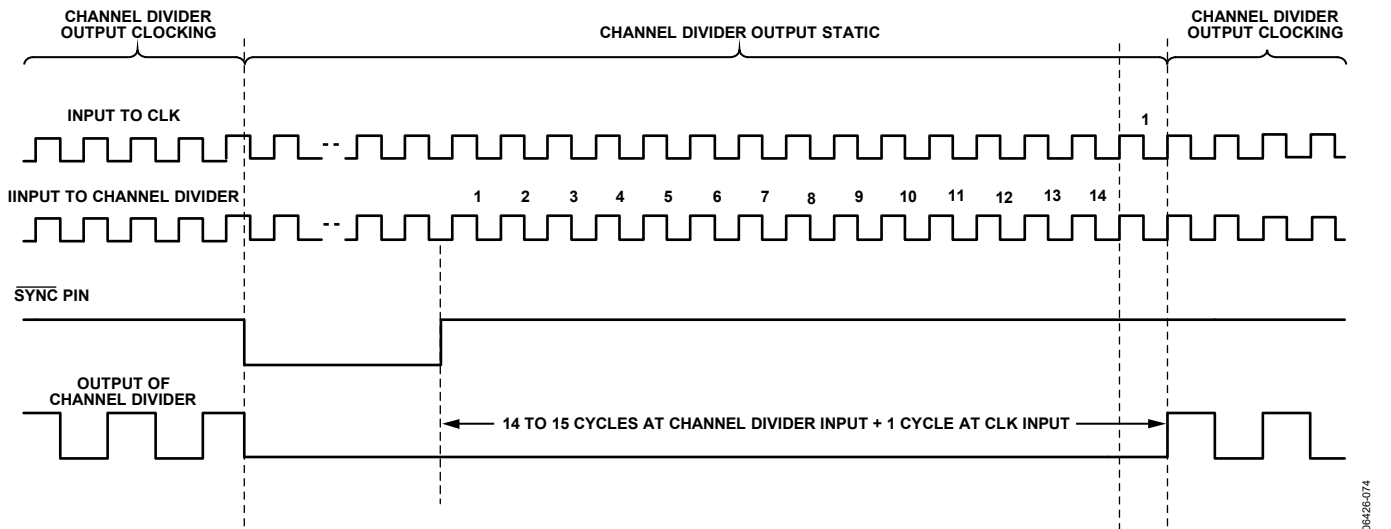 CHANNEL DIVIDER
OUTPUT CLOCKING
CHANNEL DIVIDER OUTPUT STATIC
CHANNEL DIVIDER
OUTPUT CLOCKING
INPUT TO CLK
1
IINPUT TO CHANNEL DIVIDER
1 2 3 4 5 6 7 8 9 10 11 12 13 14
SYNC PIN
OUTPUT OF
CHANNEL DIVIDER
14 TO 15 CYCLES AT CHANNEL DIVIDER INPUT + 1 CYCLE AT CLK INPUT
06426-074